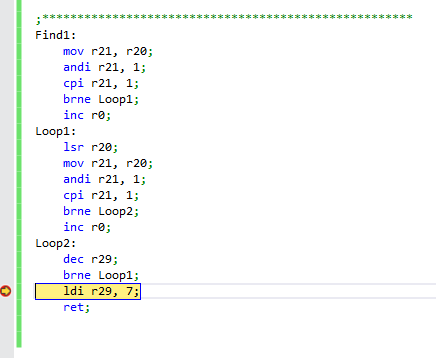 ;*****************************************************
Find1:
mov r21, r20;
andi r21, 1;
cpi r21, 1;
brne Loop1;
inc r0;
Loop1:
lsr r20;
mov r21, r20;
andi r21, 1;
cpi r21, 1;
brne Loop2;
inc r0;
Loop2:
dec r29;
brne Loop1;
ldi r29, 7;
ret;